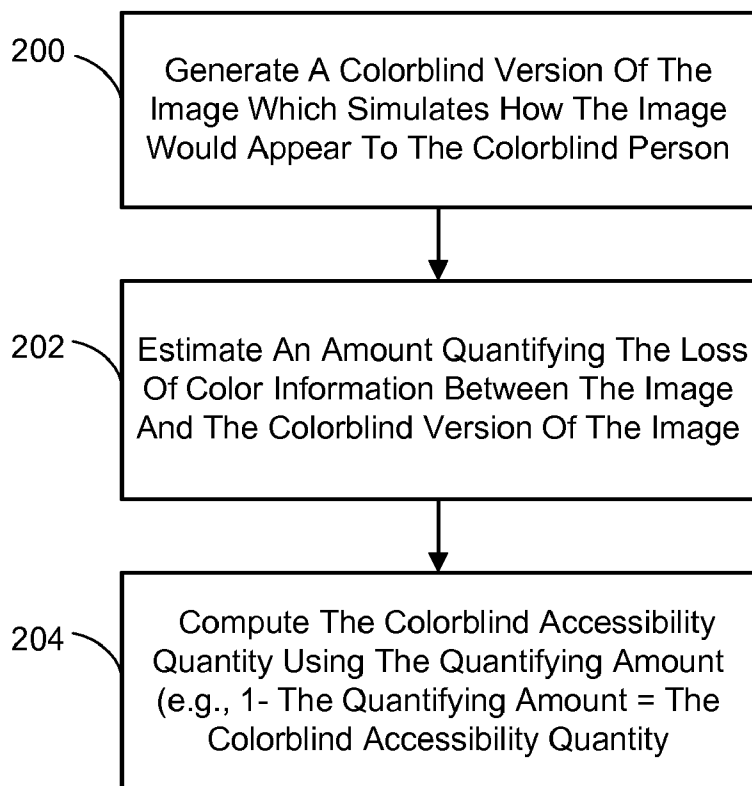 200
Generate A Colorblind Version Of The
Image Which Simulates How The Image
Would Appear To The Colorblind Person
202
Estimate An Amount Quantifying The Loss
Of Color Information Between The Image
And The Colorblind Version Of The Image
204
Compute The Colorblind Accessibility
Quantity Using The Quantifying Amount
(e.g., 1- The Quantifying Amount = The
Colorblind Accessibility Quantity